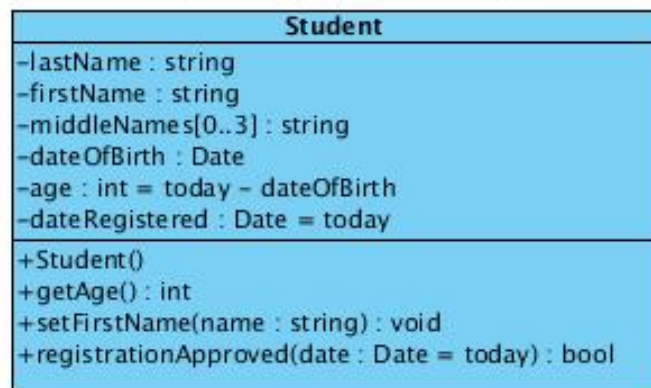 Student
-lastName : string
-firstName : string
-middleNames[0..3] : string
-dateOfBirth : Date
-age : int = today - dateOfBirth
-dateRegistered : Date = today
+Student()
+getAge() : int
+setFirstName(name : string) : void
+registrationApproved(date : Date = today) : bool